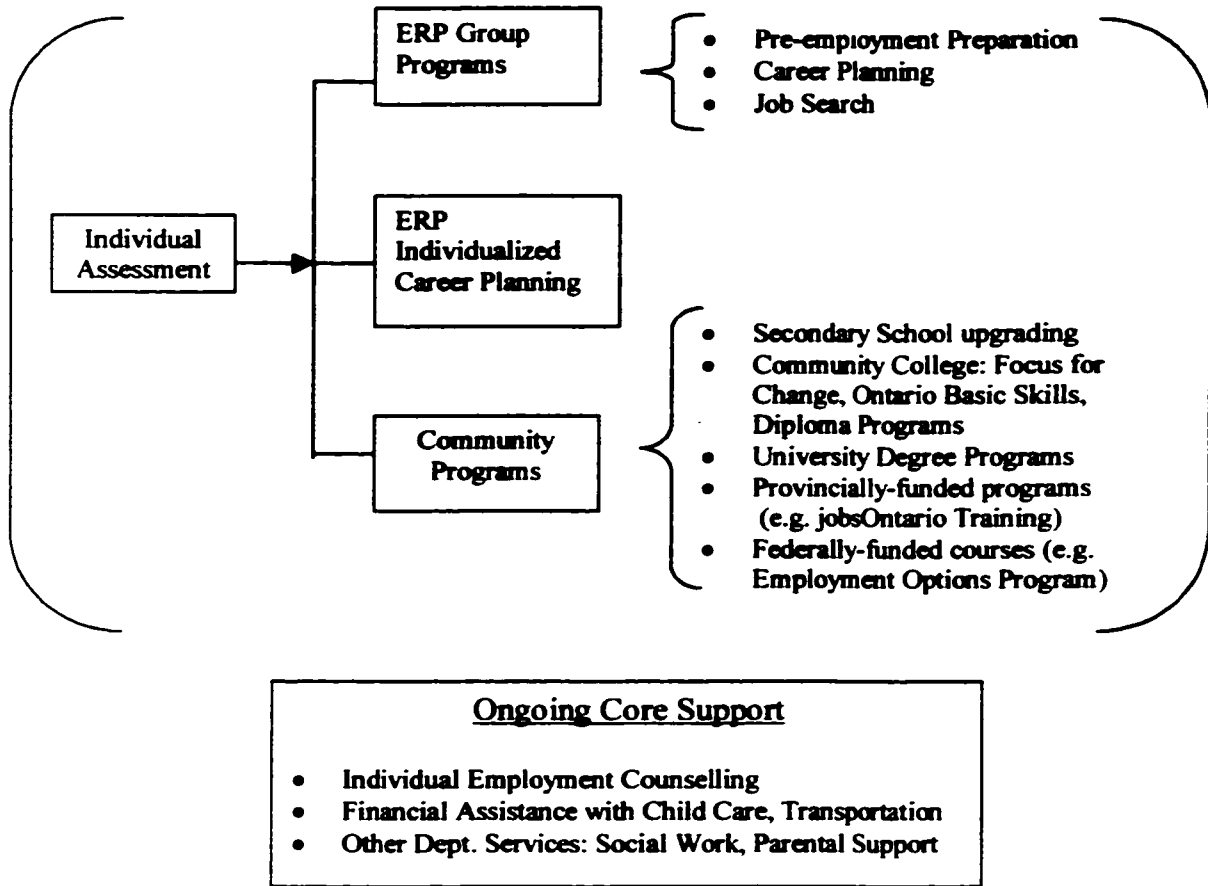 ERP Group
Programs
• Pre-employment Preparation
• Career Planning
• Job Search
Individual
Assessment
ERP
Individualized
Career Planning
Community
Programs
• Secondary School upgrading
• Community College: Focus for
Change, Ontario Basic Skills,
Diploma Programs
• University Degree Programs
• Provincially-funded programs
(e.g. jobsOntario Training)
• Federally-funded courses (e.g.
Employment Options Program)
Ongoing Core Support
• Individual Employment Counselling
• Financial Assistance with Child Care, Transportation
• Other Dept. Services: Social Work, Parental Support